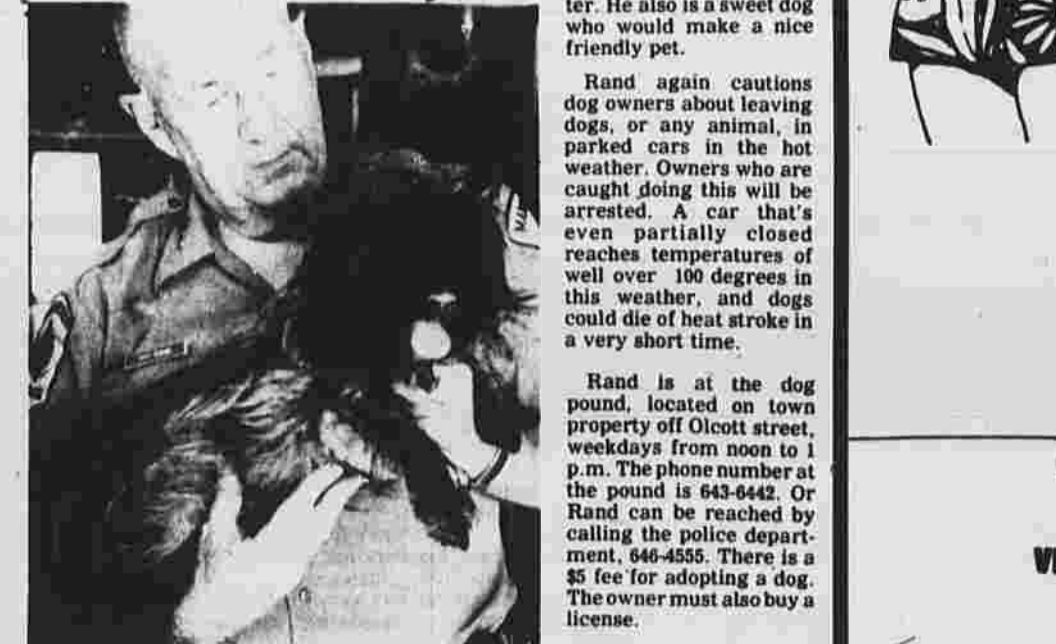 ter. He also is a sweet dog
who would make a nice
friendly pet.
Rand again cautions
dog owners about leaving
dogs, or any animal, in
parked cars in the hot
weather. Owners who are
caught doing this will be
arrested. A car that's
even partially closed
reaches temperatures of
well over 100 degrees in
this weather, and dogs
could die of heat stroke in
a very short time.
Rand is at the dog
pound, located on town
property off Olcott street,
weekdays from noon to 1
p.m. The phone number at
the pound is 643-6442. Or
Rand can be reached by
calling the police depart-
ment, 646-4555. There is a
$5 fee for adopting a dog.
The owner must also buy a
license.